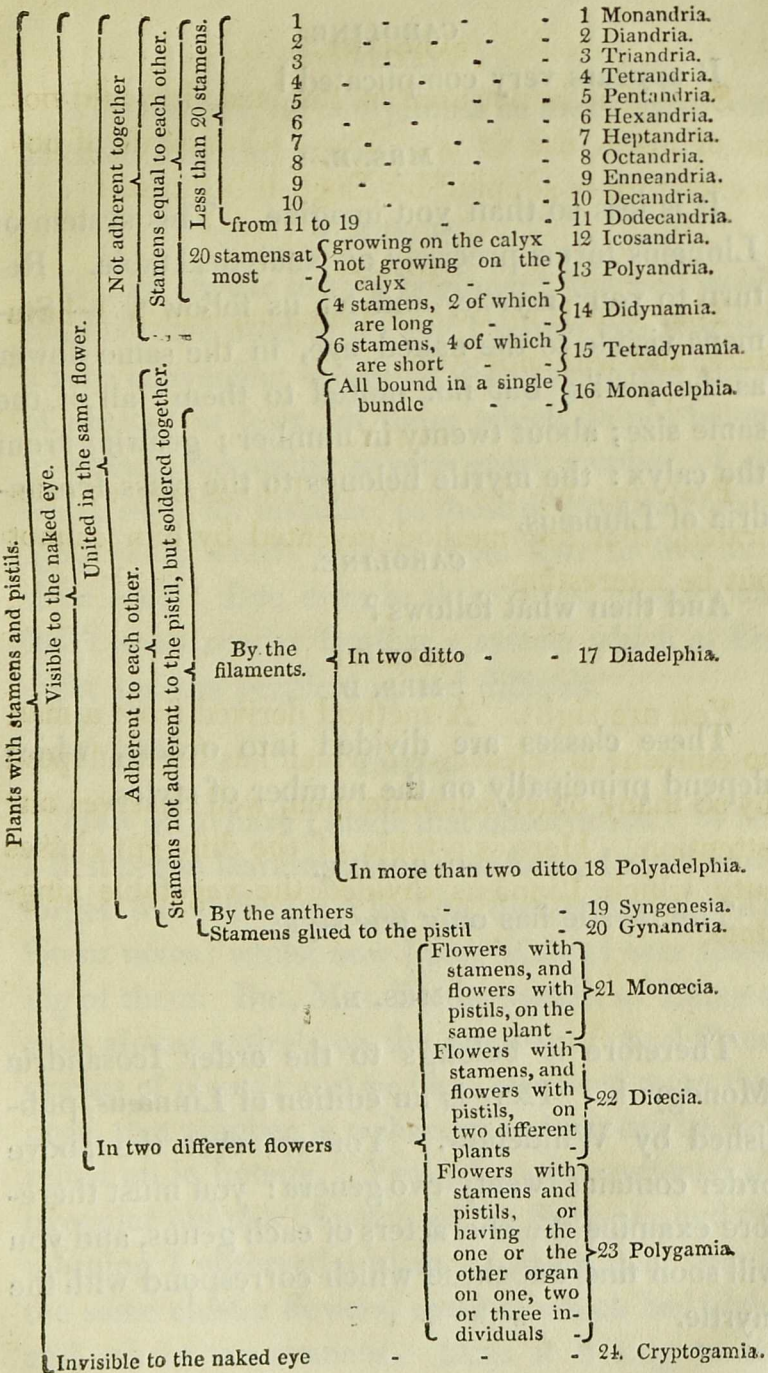 Plants with stamens and pistils.
Visible to the naked eye.
United in the same flower.
Not adherent together
Stamens equal to each other.
Less than 20 stamens.
1 - - - 1 Monandria.
2 - - - 2 Diandria.
3 - - - 3 Triandria.
4 - - - - 4 Tetrandria.
5 - - - 5 Pentandria.
6 - - - - 6 Hexandria.
7 - - - 7 Heptandria.
8 - - - 8 Octandria.
9 - - - 9 Enneandria.
10 - - - 10 Decandria.
from 11 to 19 - - 11 Dodecandria.
20 stamens at
most -
growing on the calyx 12 Icosandria.
not growing on the
calyx - -
13 Polyandria.
4 stamens, 2 of which
are long - -
14 Didynamia.
6 stamens, 4 of which
are short - -
15 Tetradynamia.
Adherent to each other.
Stamens not adherent to the pistil, but soldered together.
By the
filaments.
All bound in a single
bundle - -
16 Monadelphia.
In two ditto - - 17 Diadelphia.
In more than two ditto 18 Polyadelphia.
By the anthers - - 19 Syngenesia.
Stamens glued to the pistil - 20 Gynandria.
In two different flowers
Flowers with
stamens, and
flowers with
pistils, on the
same plant -
21 Monœcia.
Flowers with
stamens, and
flowers with
pistils, on
two different
plants -
22 Diœcia.
Flowers with
stamens and
pistils, or
having the
one or the
other organ
on one, two
or three in-
dividuals -
23 Polygamia.
Invisible to the naked eye - - - 24. Cryptogamia.